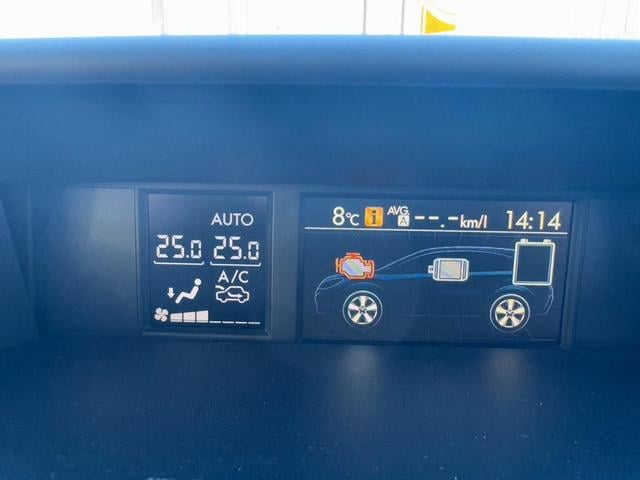 AUTO
25.0 25.0
A/C
8°C i AVG. A --.-km/l 14:14